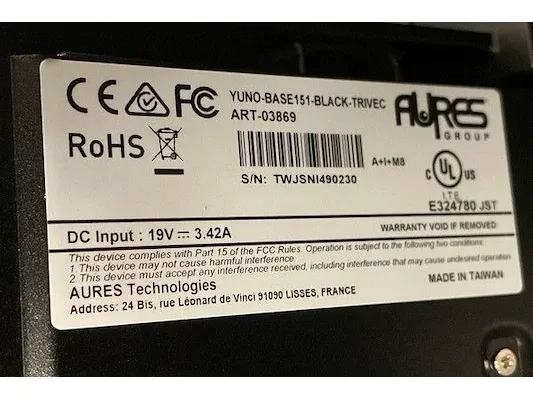 CE FC YUNO-BASE151-BLACK-TRIVEC
ART-03869
AURES
GROUP
RoHS
A+I+M8
S/N: TWJSNI490230
c UL US
ITE
E324780 JST
DC Input : 19V⎓ 3.42A
WARRANTY VOID IF REMOVED
This device complies with Part 15 of the FCC Rules. Operation is subject to the following two conditions:
1. This device may not cause harmful interference.
2. This device must accept any interference received, including interference that may cause undesired operation.
AURES Technologies
MADE IN TAIWAN
Address: 24 Bis, rue Léonard de Vinci 91090 LISSES, FRANCE